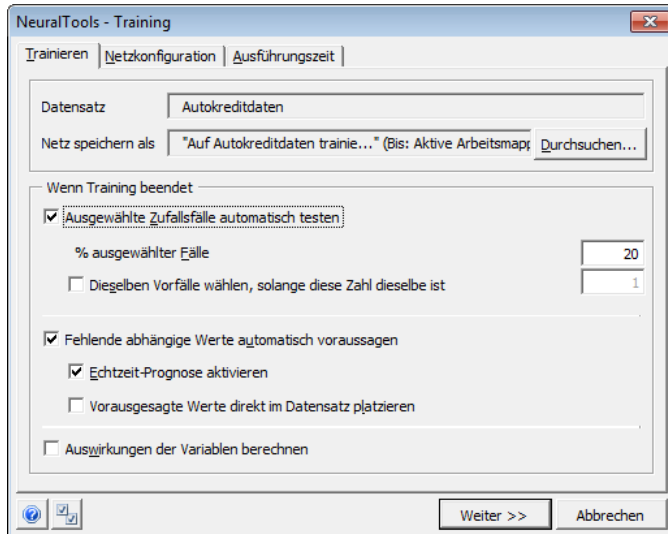 NeuralTools - Training
Trainieren Netzkonfiguration Ausführungszeit
Datensatz Autokreditdaten
Netz speichern als "Auf Autokreditdaten trainie..." (Bis: Aktive Arbeitsmapp Durchsuchen...
Wenn Training beendet
Ausgewählte Zufallsfälle automatisch testen
% ausgewählter Fälle 20
Dieselben Vorfälle wählen, solange diese Zahl dieselbe ist 1
Fehlende abhängige Werte automatisch voraussagen
Echtzeit-Prognose aktivieren
Vorausgesagte Werte direkt im Datensatz platzieren
Auswirkungen der Variablen berechnen
Weiter >> Abbrechen